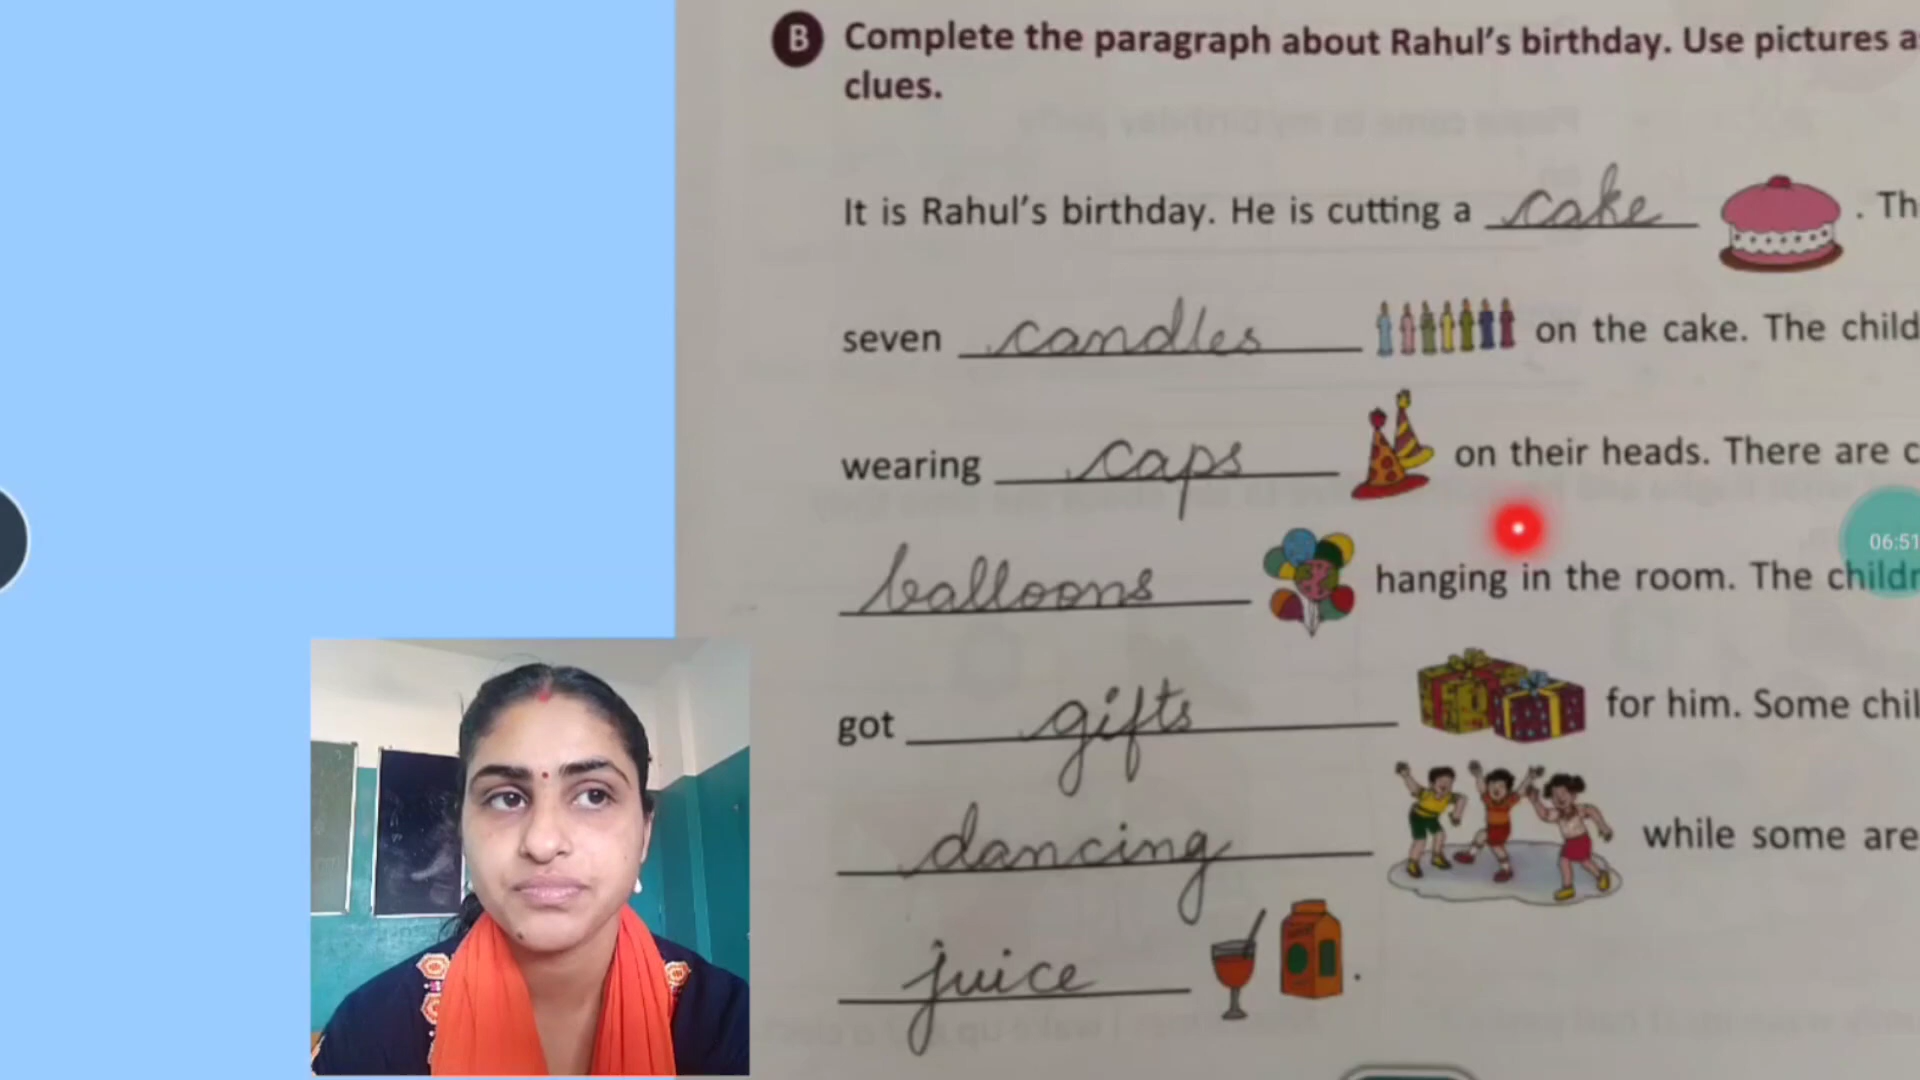 B Complete the paragraph about Rahul's birthday. Use pictures a
clues.
It is Rahul's birthday. He is cutting a cake . Th
seven candles on the cake. The child
wearing caps on their heads. There are c
balloons hanging in the room. The childr
06:51
got gifts for him. Some chil
dancing while some are
juice .